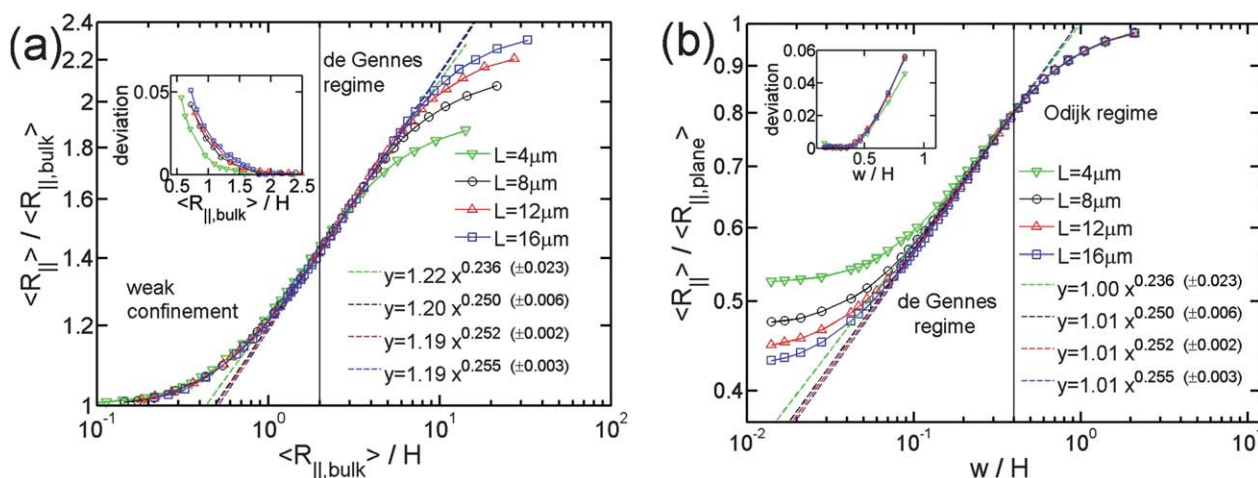 (a)
2.4
2.2
2
1.8
1.6
1.4
1.2
1
<R||> / <R||,bulk>
0.05
0
deviation
0.5 1 1.5 2 2.5
<R||,bulk> / H
de Gennes
regime
weak
confinement
L=4μm
L=8μm
L=12μm
L=16μm
y=1.22 x^0.236 (±0.023)
y=1.20 x^0.250 (±0.006)
y=1.19 x^0.252 (±0.002)
y=1.19 x^0.255 (±0.003)
10^-1 10^0 10^1 10^2
<R||,bulk> / H
(b)
1
0.9
0.8
0.7
0.6
0.5
0.4
<R||> / <R||,plane>
0.06
0.04
0.02
0
deviation
0.5 1
w / H
Odijk regime
de Gennes
regime
L=4μm
L=8μm
L=12μm
L=16μm
y=1.00 x^0.236 (±0.023)
y=1.01 x^0.250 (±0.006)
y=1.01 x^0.252 (±0.002)
y=1.01 x^0.255 (±0.003)
10^-2 10^-1 10^0
w / H